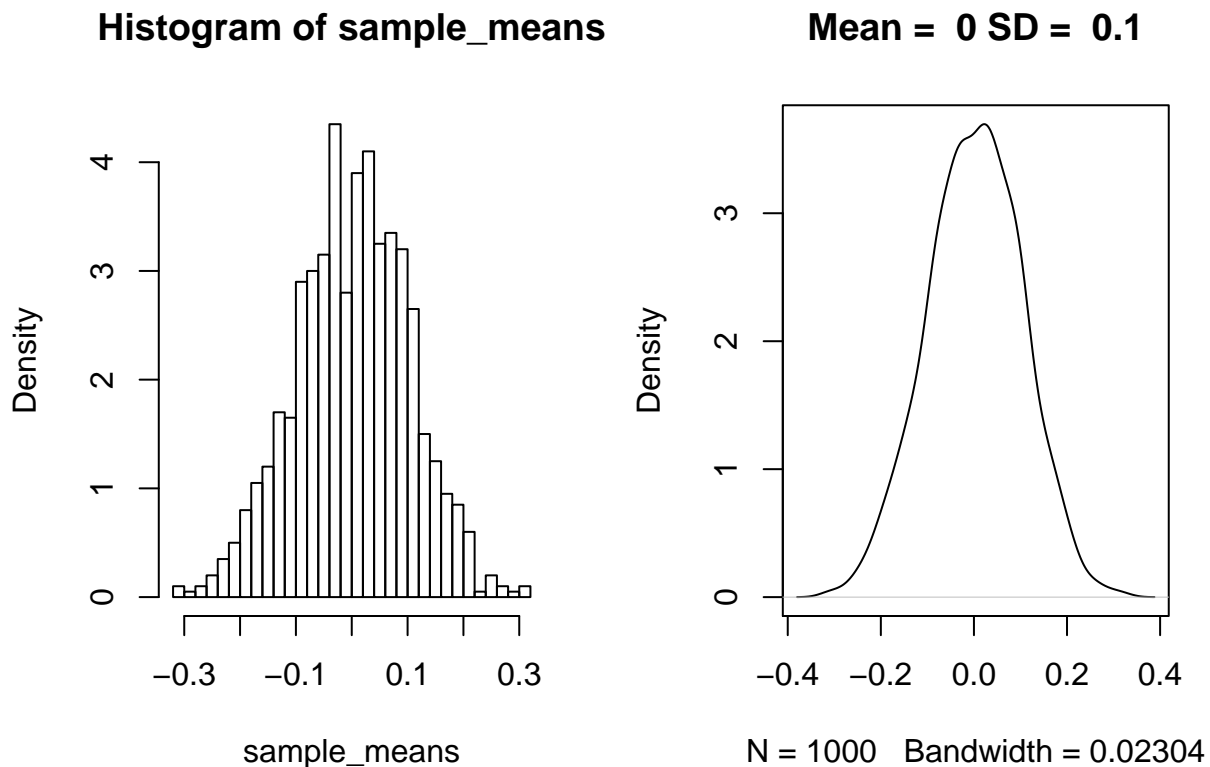 Histogram of sample_means
Density
4
3
2
1
0
−0.3 −0.1 0.1 0.3
sample_means
Mean =  0 SD =  0.1
Density
3
2
1
0
−0.4 −0.2 0.0 0.2 0.4
N = 1000   Bandwidth = 0.02304